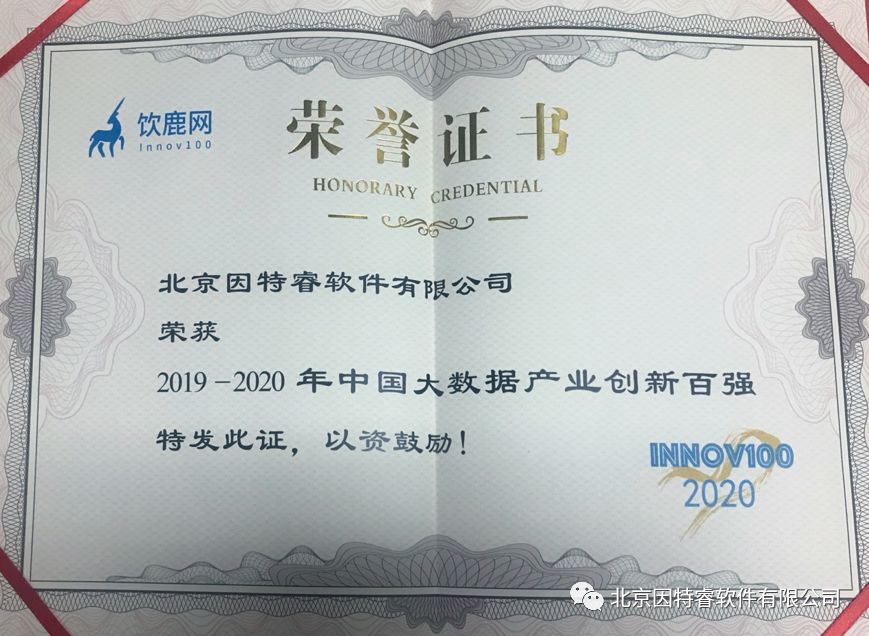 饮鹿网
Innov100
荣誉证书
HONORARY CREDENTIAL
北京因特睿软件有限公司
荣获
2019-2020 年中国大数据产业创新百强
特发此证，以资鼓励！
INNOV100
2020
北京因特睿软件有限公司